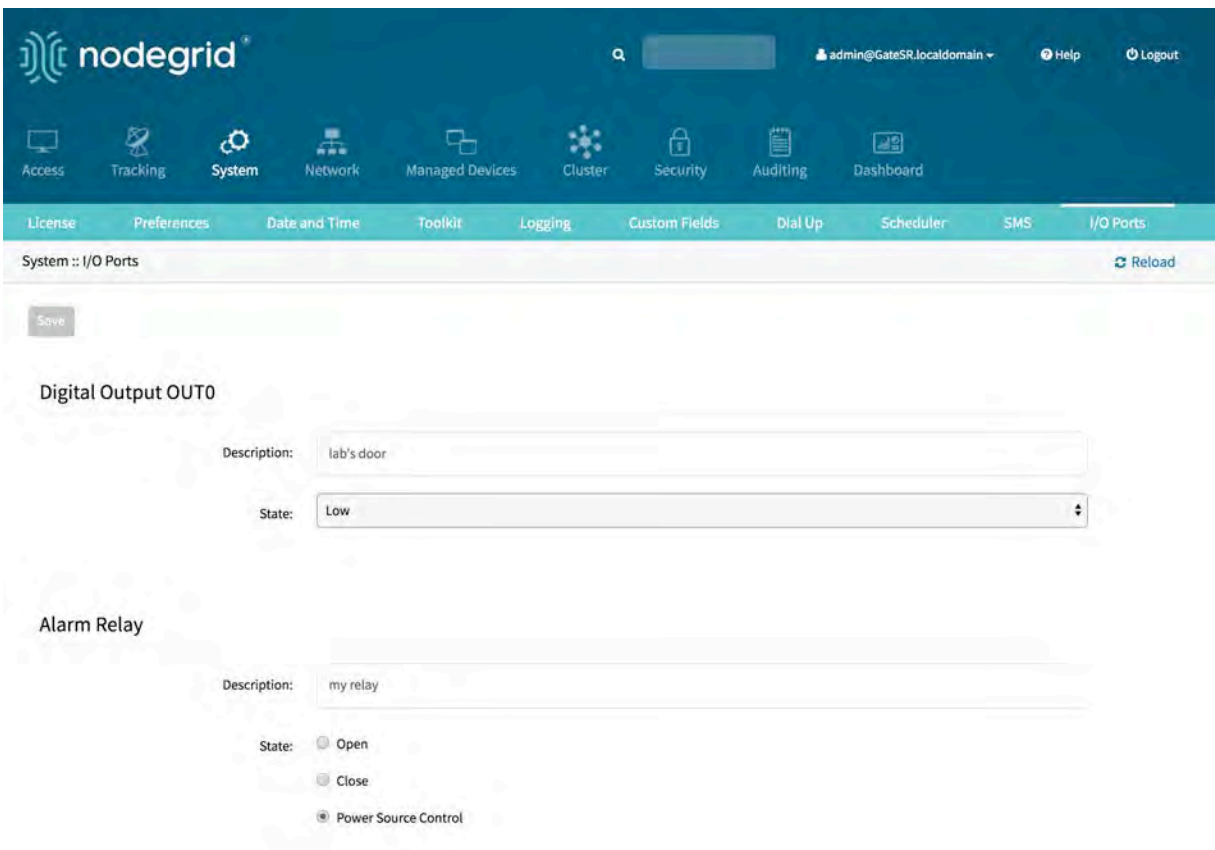 nodegrid®
admin@GateSR.localdomain
Help
Logout
Access
Tracking
System
Network
Managed Devices
Cluster
Security
Auditing
Dashboard
License
Preferences
Date and Time
Toolkit
Logging
Custom Fields
Dial Up
Scheduler
SMS
I/O Ports
System :: I/O Ports
Reload
Save
Digital Output OUT0
Description:
lab's door
State:
Low
Alarm Relay
Description:
my relay
State:
Open
Close
Power Source Control